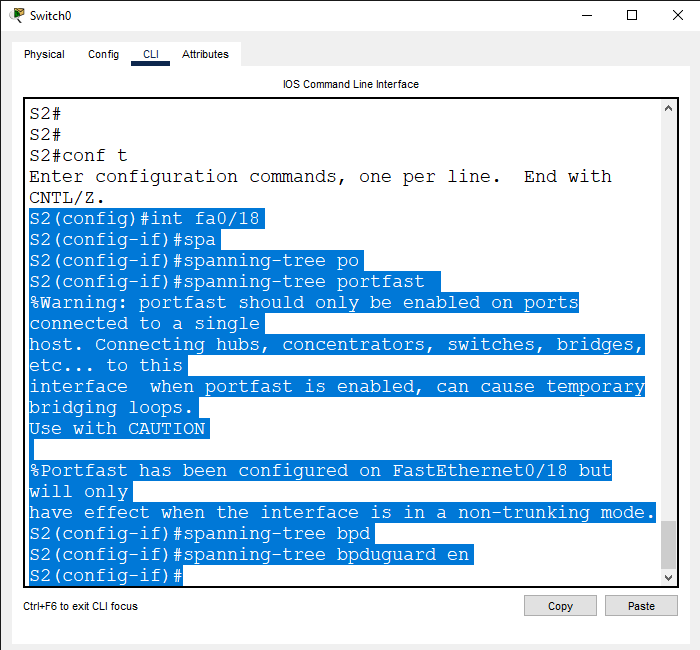 Switch0
Physical Config CLI Attributes
IOS Command Line Interface
S2#
S2#
S2#conf t
Enter configuration commands, one per line.  End with
CNTL/Z.
S2(config)#int fa0/18
S2(config-if)#spa
S2(config-if)#spanning-tree po
S2(config-if)#spanning-tree portfast
%Warning: portfast should only be enabled on ports
connected to a single
host. Connecting hubs, concentrators, switches, bridges,
etc... to this
interface  when portfast is enabled, can cause temporary
bridging loops.
Use with CAUTION
%Portfast has been configured on FastEthernet0/18 but
will only
have effect when the interface is in a non-trunking mode.
S2(config-if)#spanning-tree bpd
S2(config-if)#spanning-tree bpduguard en
S2(config-if)#
Ctrl+F6 to exit CLI focus
Copy Paste